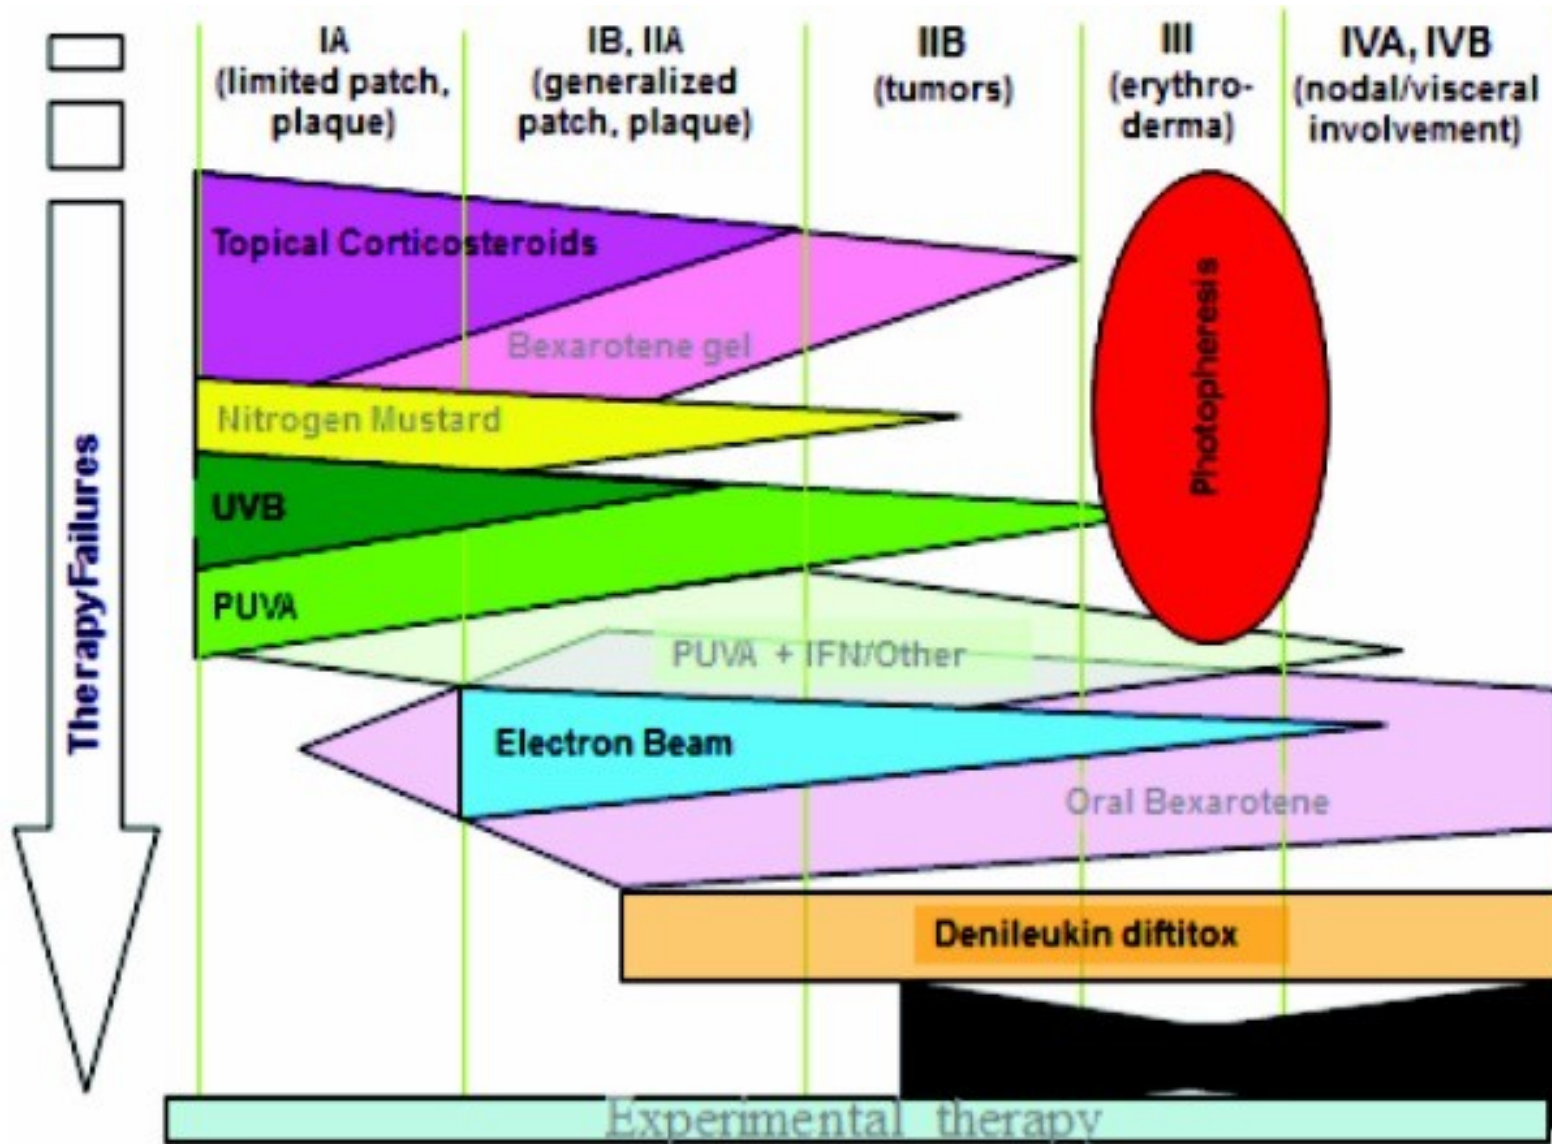 IA
(limited patch,
plaque)
IB, IIA
(generalized
patch, plaque)
IIB
(tumors)
III
(erythro-
derma)
IVA, IVB
(nodal/visceral
involvement)
Topical Corticosteroids
Bexarotene gel
Nitrogen Mustard
UVB
PUVA
PUVA + IFN/Other
Electron Beam
Oral Bexarotene
Photopheresis
Denileukin diftitox
Experimental therapy
TherapyFailures